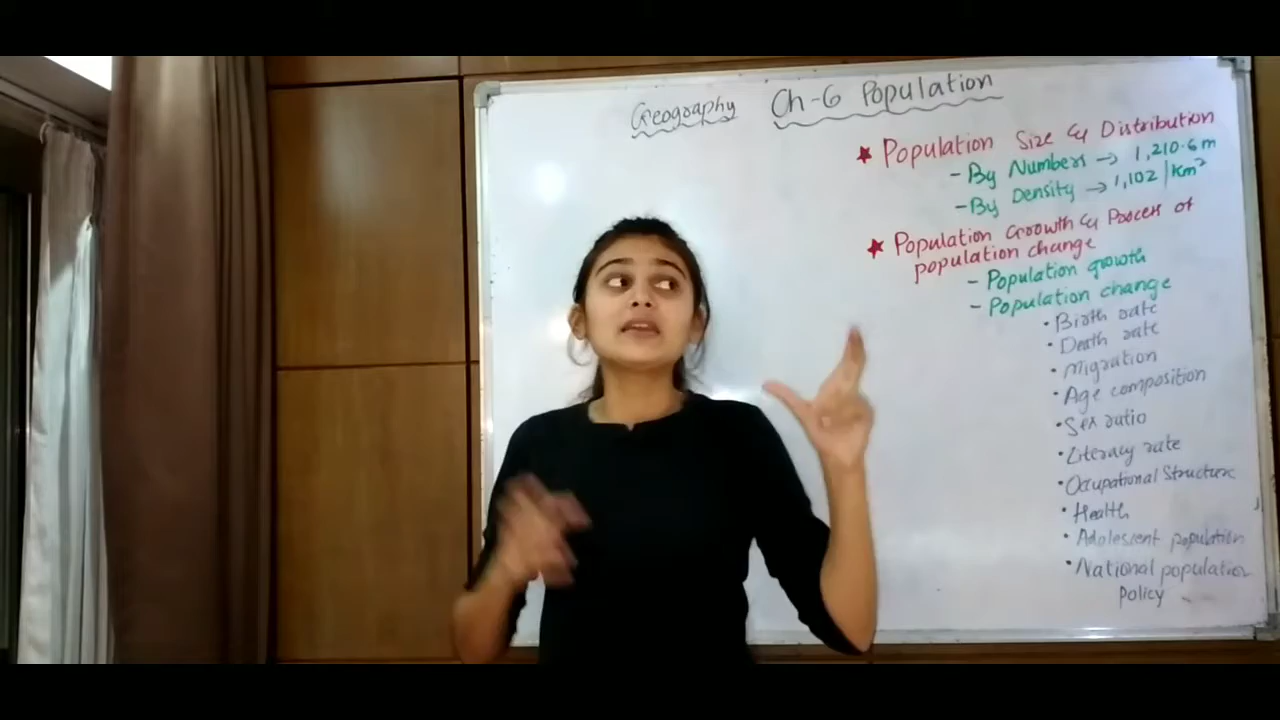 Geography Ch-6 Population
★ Population Size & Distribution
- By Numbers → 1,210.6 m
- By Density → 1,102 / km²
★ Population Growth & Process of
population change
- Population growth
- Population change
• Birth rate
• Death rate
• Migration
• Age composition
• Sex ratio
• Literacy rate
• Occupational Structure
• Health
• Adolescent population
• National population
Policy